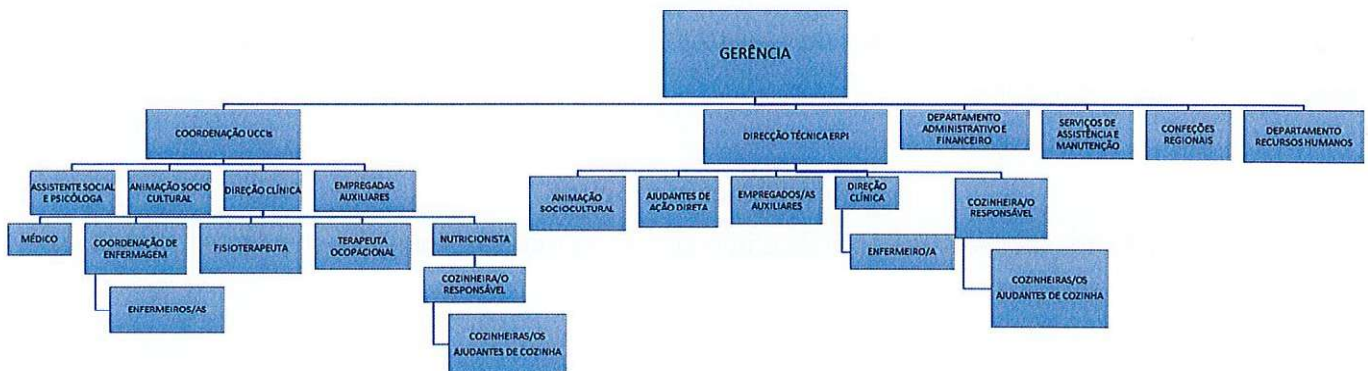 GERÊNCIA
COORDENAÇÃO UCCIs
DIRECÇÃO TÉCNICA ERPI
DEPARTAMENTO
ADMINISTRATIVO E
FINANCEIRO
SERVIÇOS DE
ASSISTÊNCIA E
MANUTENÇÃO
CONFEÇÕES
REGIONAIS
DEPARTAMENTO
RECURSOS HUMANOS
ASSISTENTE SOCIAL
E PSICÓLOGA
ANIMAÇÃO SOCIO
CULTURAL
DIREÇÃO CLÍNICA
EMPREGADAS
AUXILIARES
ANIMAÇÃO
SOCIOCULTURAL
AJUDANTES DE
AÇÃO DIRETA
EMPREGADOS/AS
AUXILIARES
DIREÇÃO
CLÍNICA
COZINHEIRA/O
RESPONSÁVEL
MÉDICO
COORDENAÇÃO DE
ENFERMAGEM
FISIOTERAPEUTA
TERAPEUTA
OCOPACIONAL
NUTRICIONISTA
ENFERMEIRO/A
COZINHEIRA/O
RESPONSÁVEL
COZINHEIRAS/OS
AJUDANTES DE COZINHA
ENFERMEIROS/AS
COZINHEIRAS/OS
AJUDANTES DE COZINHA